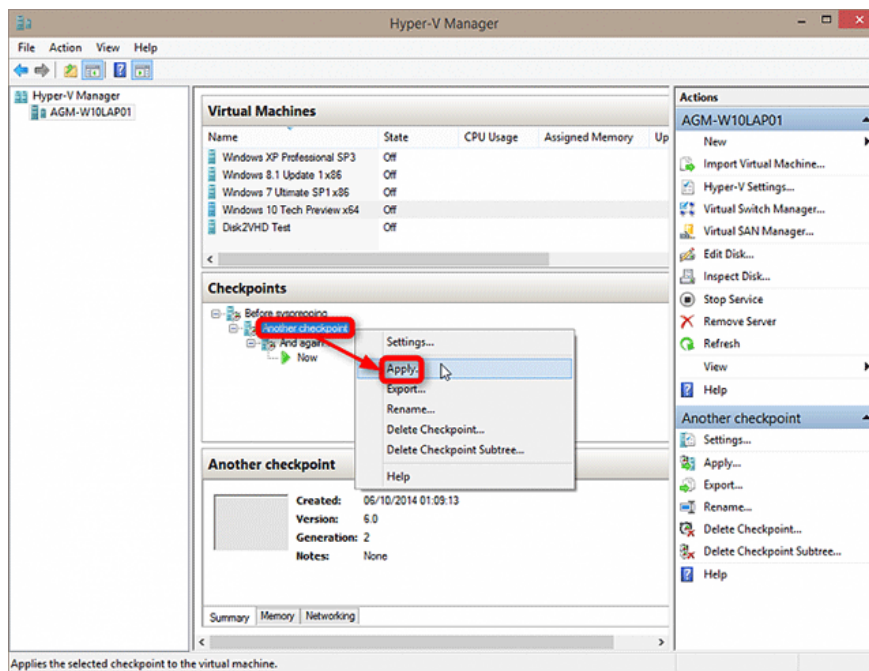 Hyper-V Manager
File Action View Help
Hyper-V Manager
AGM-W10LAP01
Virtual Machines
Name State CPU Usage Assigned Memory Up
Windows XP Professional SP3 Off
Windows 8.1 Update 1 x86 Off
Windows 7 Ultimate SP1 x86 Off
Windows 10 Tech Preview x64 Off
Disk2VHD Test Off
Checkpoints
Before sysprepping
Another checkpoint
And again
Now
Settings...
Apply...
Export...
Rename...
Delete Checkpoint...
Delete Checkpoint Subtree...
Help
Another checkpoint
Created: 06/10/2014 01:09:13
Version: 6.0
Generation: 2
Notes: None
Summary Memory Networking
Actions
AGM-W10LAP01
New
Import Virtual Machine...
Hyper-V Settings...
Virtual Switch Manager...
Virtual SAN Manager...
Edit Disk...
Inspect Disk...
Stop Service
Remove Server
Refresh
View
Help
Another checkpoint
Settings...
Apply...
Export...
Rename...
Delete Checkpoint...
Delete Checkpoint Subtree...
Help
Applies the selected checkpoint to the virtual machine.